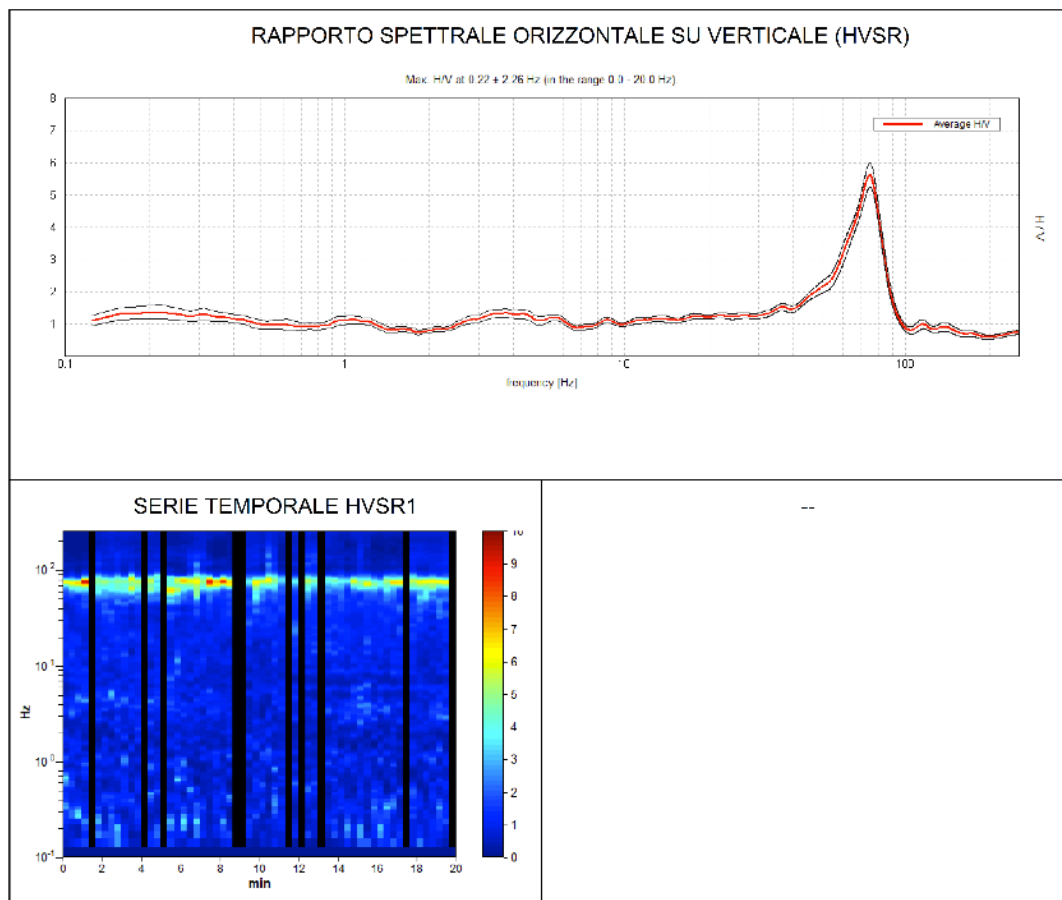 RAPPORTO SPETTRALE ORIZZONTALE SU VERTICALE (HVSR)
Max. H/V at 0.22 ± 2.26 Hz (in the range 0.0 - 20.0 Hz)
8
7
6
5
4
3
2
1
Average H/V
H/V
0.1 1 10 100
frequency [Hz]
SERIE TEMPORALE HVSR1
10²
10¹
10⁰
10⁻¹
Hz
0 2 4 6 8 10 12 14 16 18 20
min
10
9
8
7
6
5
4
3
2
1
0
--